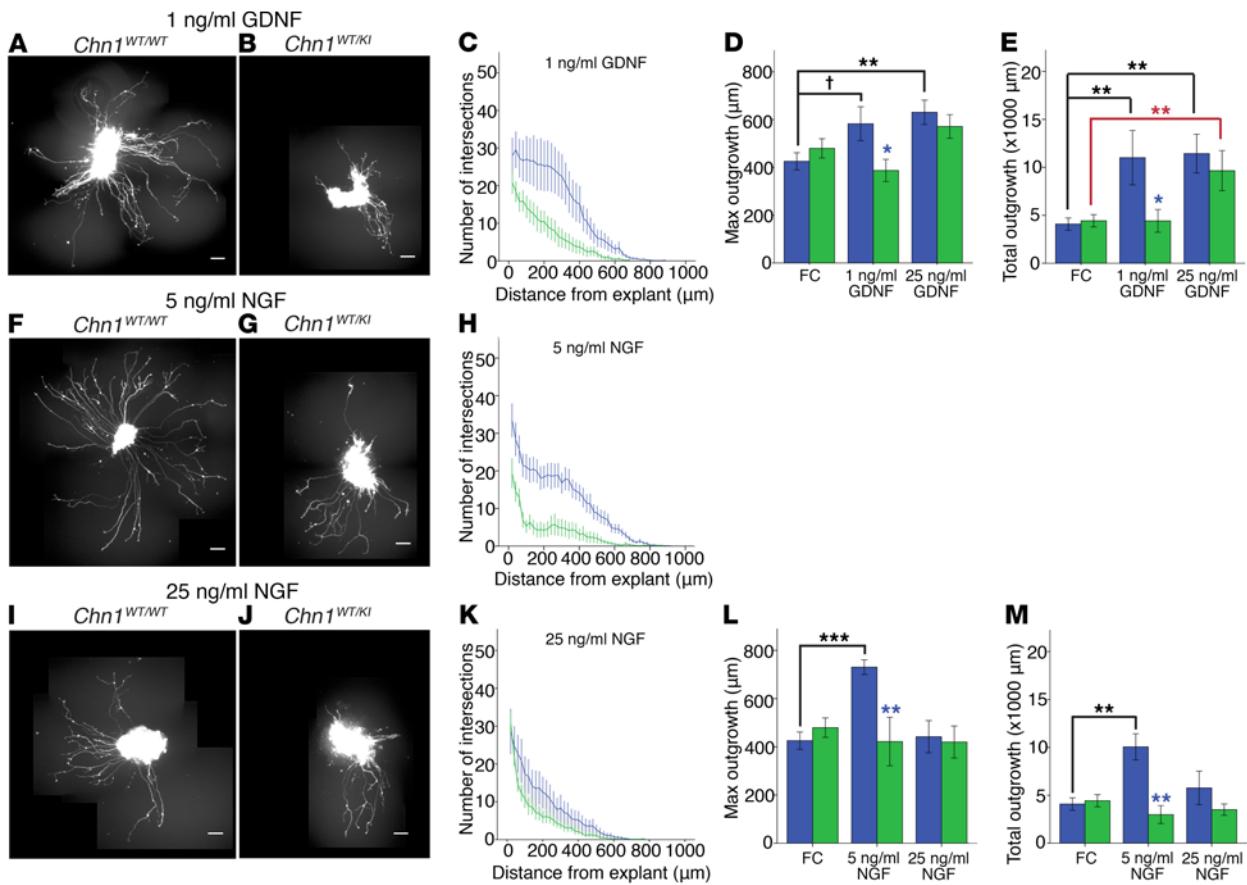 1 ng/ml GDNF
A Chn1WT/WT B Chn1WT/KI
C
1 ng/ml GDNF
50
40
30
20
10
0
0 200 400 600 800 1000
Number of intersections
Distance from explant (µm)
D
**
†
*
800
600
400
200
0
Max outgrowth (µm)
FC 1 ng/ml 25 ng/ml
GDNF GDNF
E
**
**
**
*
20
15
10
5
0
Total outgrowth (x1000 µm)
FC 1 ng/ml 25 ng/ml
GDNF GDNF
5 ng/ml NGF
F Chn1WT/WT G Chn1WT/KI
H
5 ng/ml NGF
50
40
30
20
10
0
0 200 400 600 800 1000
Number of intersections
Distance from explant (µm)
25 ng/ml NGF
I Chn1WT/WT J Chn1WT/KI
K
25 ng/ml NGF
50
40
30
20
10
0
0 200 400 600 800 1000
Number of intersections
Distance from explant (µm)
L
***
**
800
600
400
200
0
Max outgrowth (µm)
FC 5 ng/ml 25 ng/ml
NGF NGF
M
**
**
20
15
10
5
0
Total outgrowth (x1000 µm)
FC 5 ng/ml 25 ng/ml
NGF NGF